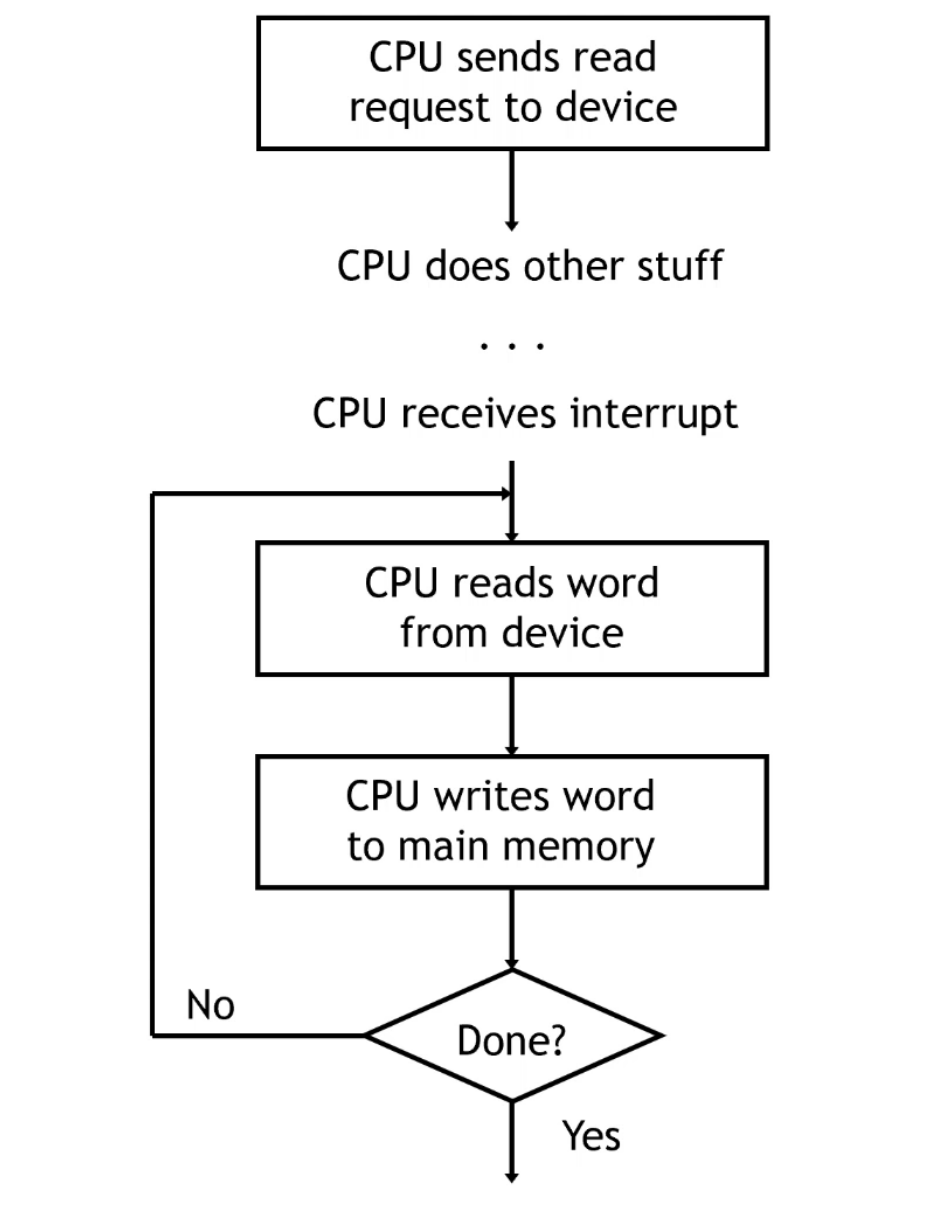 CPU sends read
request to device
CPU does other stuff
. . .
CPU receives interrupt
CPU reads word
from device
CPU writes word
to main memory
No
Done?
Yes